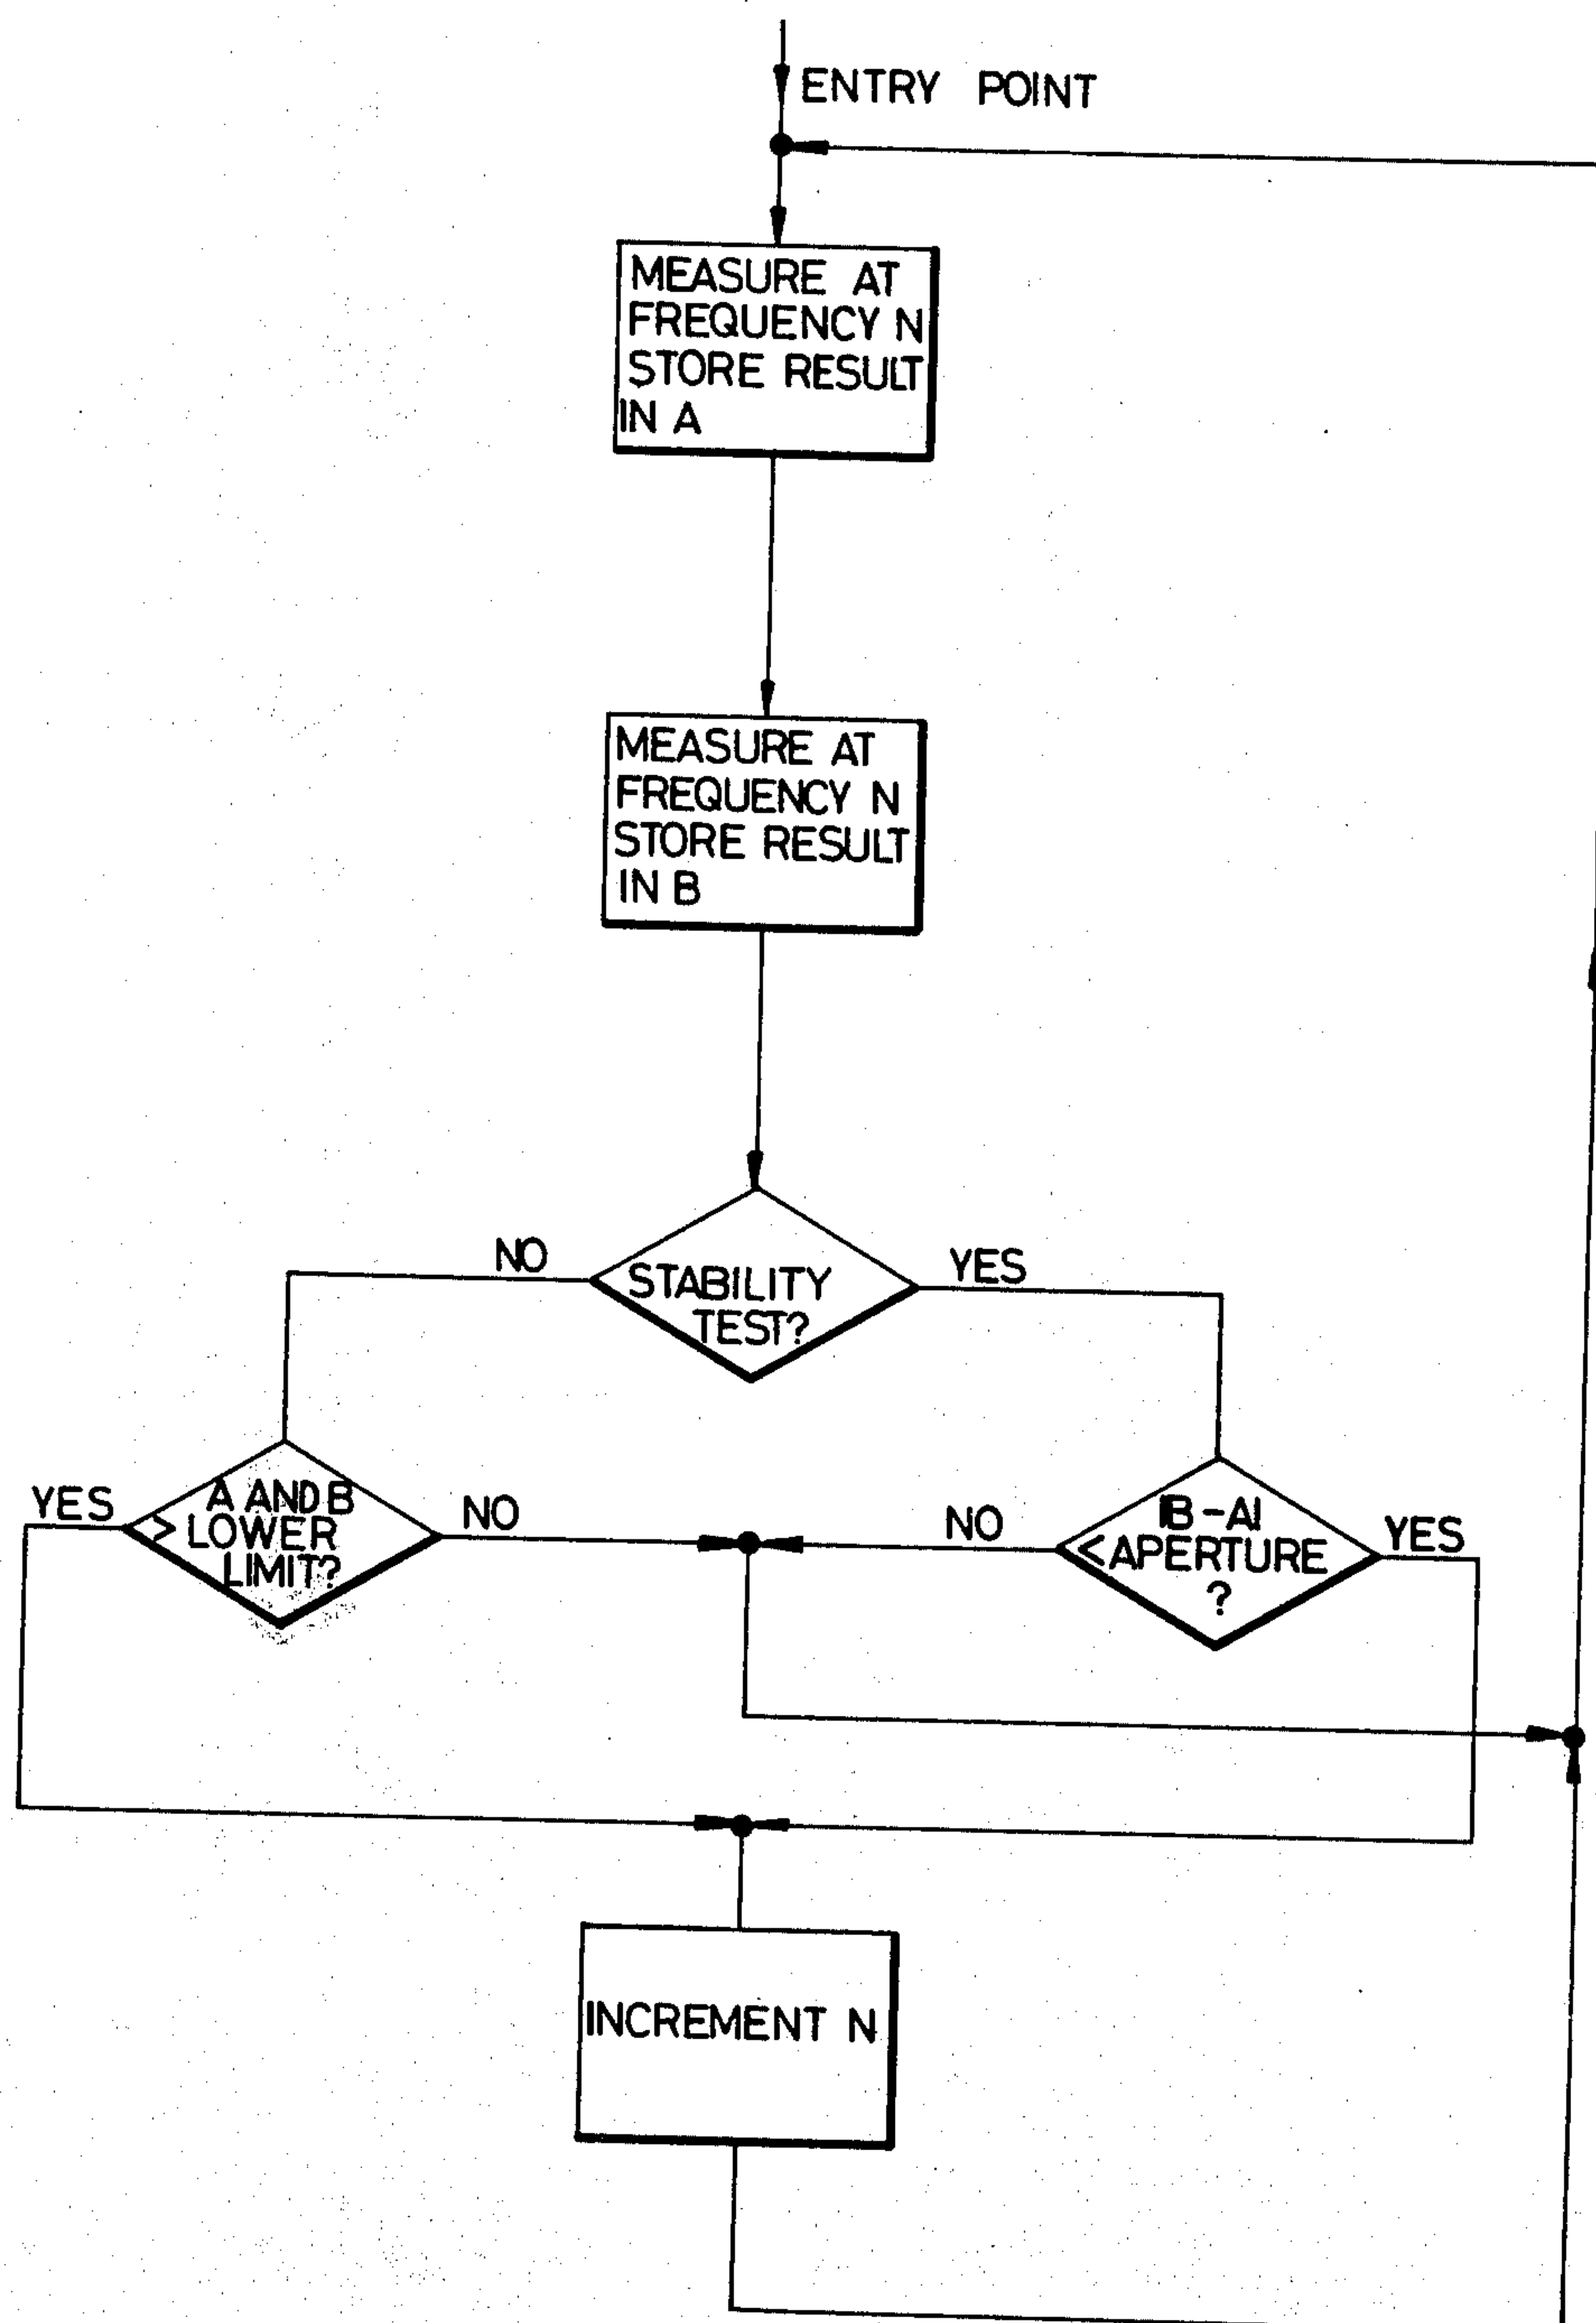 ENTRY POINT
MEASURE AT
FREQUENCY N
STORE RESULT
IN A
MEASURE AT
FREQUENCY N
STORE RESULT
IN B
NO
YES
STABILITY
TEST?
YES
A AND B
> LOWER
LIMIT?
NO
NO
|B-A|
<APERTURE
?
YES
INCREMENT N